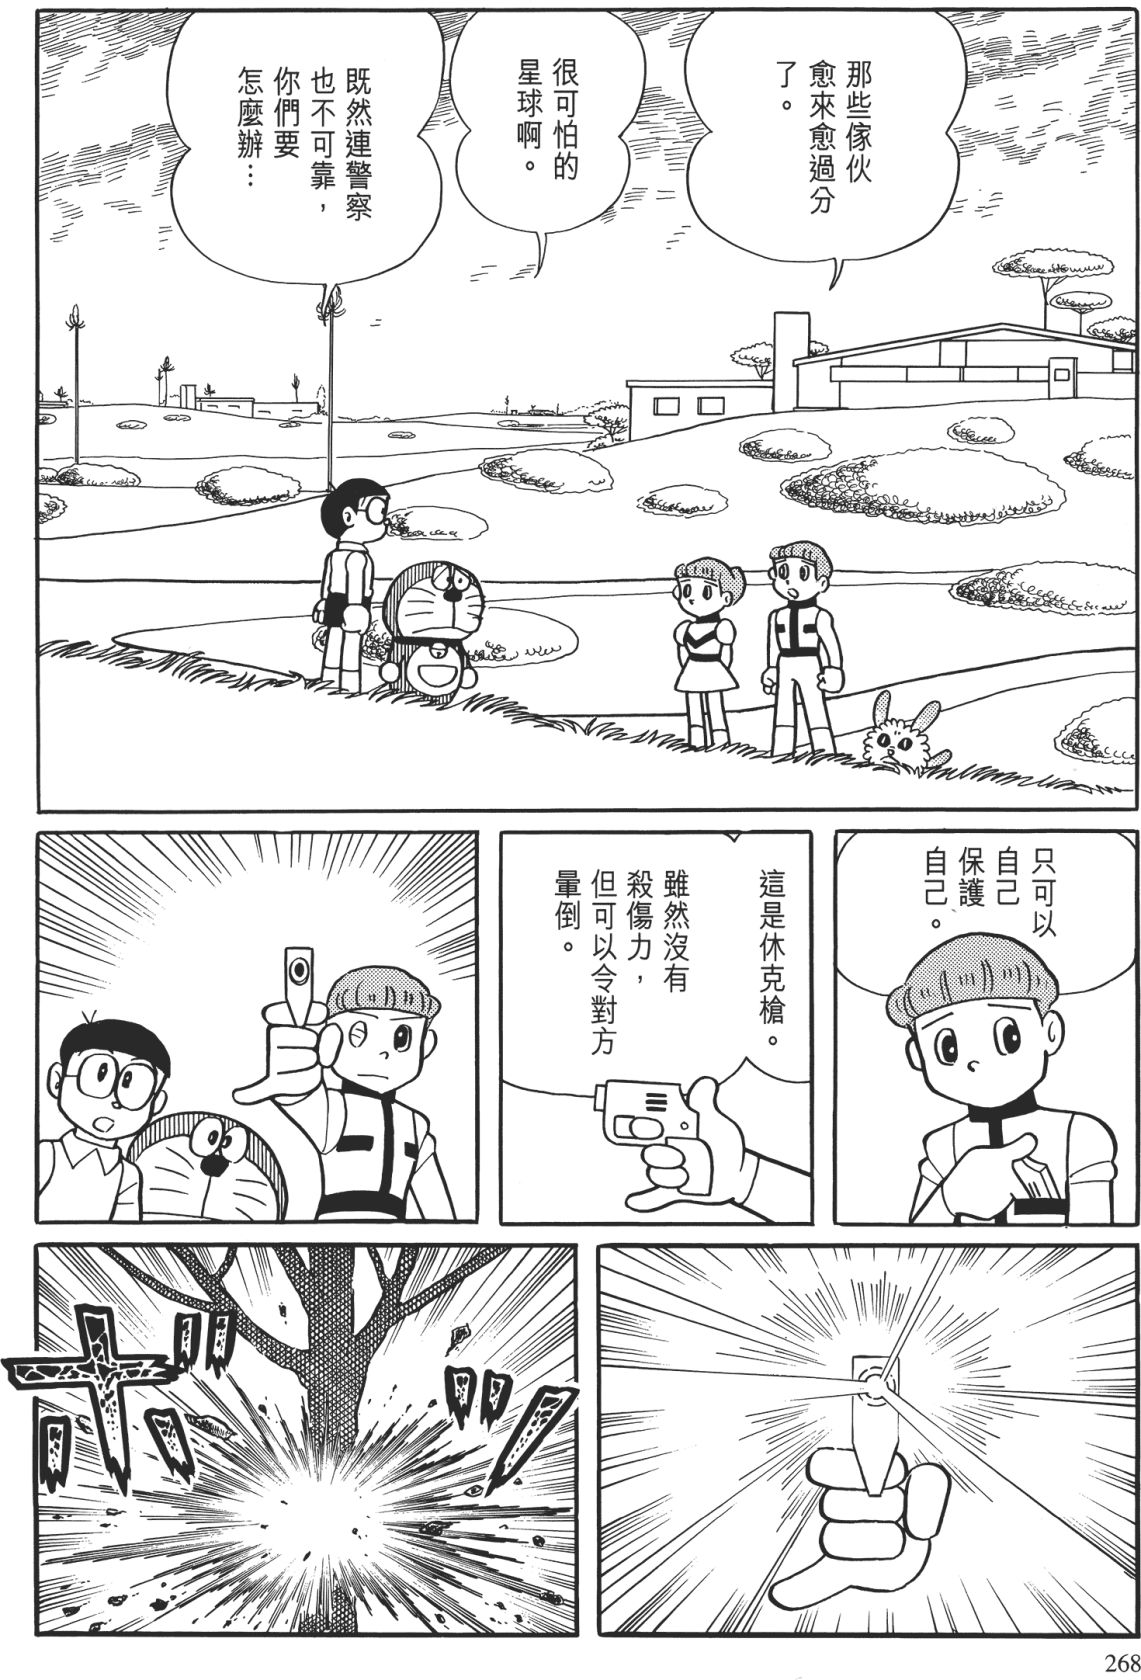 那些傢伙
愈來愈過分
了。
很可怕的
星球啊。
既然連警察
也不可靠，
你們要
怎麼辦…
只可以
自己
保護
自己。
這是休克槍。
雖然沒有
殺傷力，
但可以令對方
暈倒。
ズバッ
268